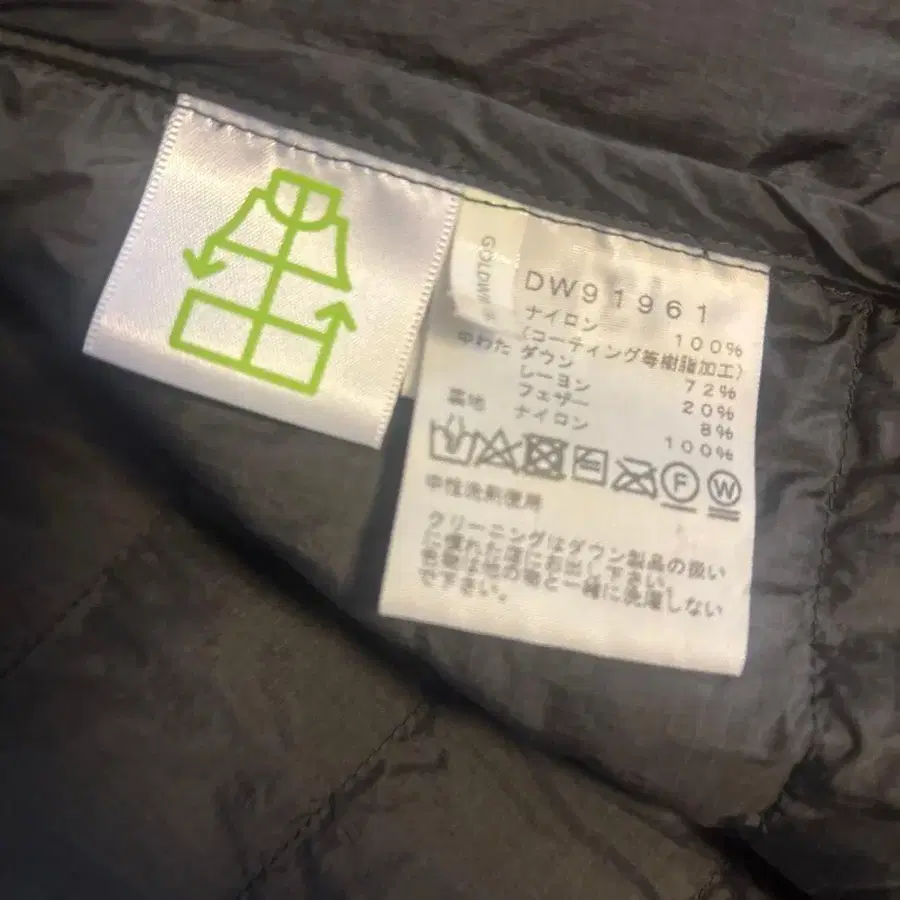 DW91961
ナイロン 100%
(コーティング等樹脂加工)
中わた ダウン 72%
レーヨン 20%
フェザー 8%
裏地 ナイロン 100%
F W
中性洗剤使用
クリーニングはダウン製品の扱い
に慣れた店にお出し下さい。
色物は他の物と一緒に洗濯しない
で下さい。